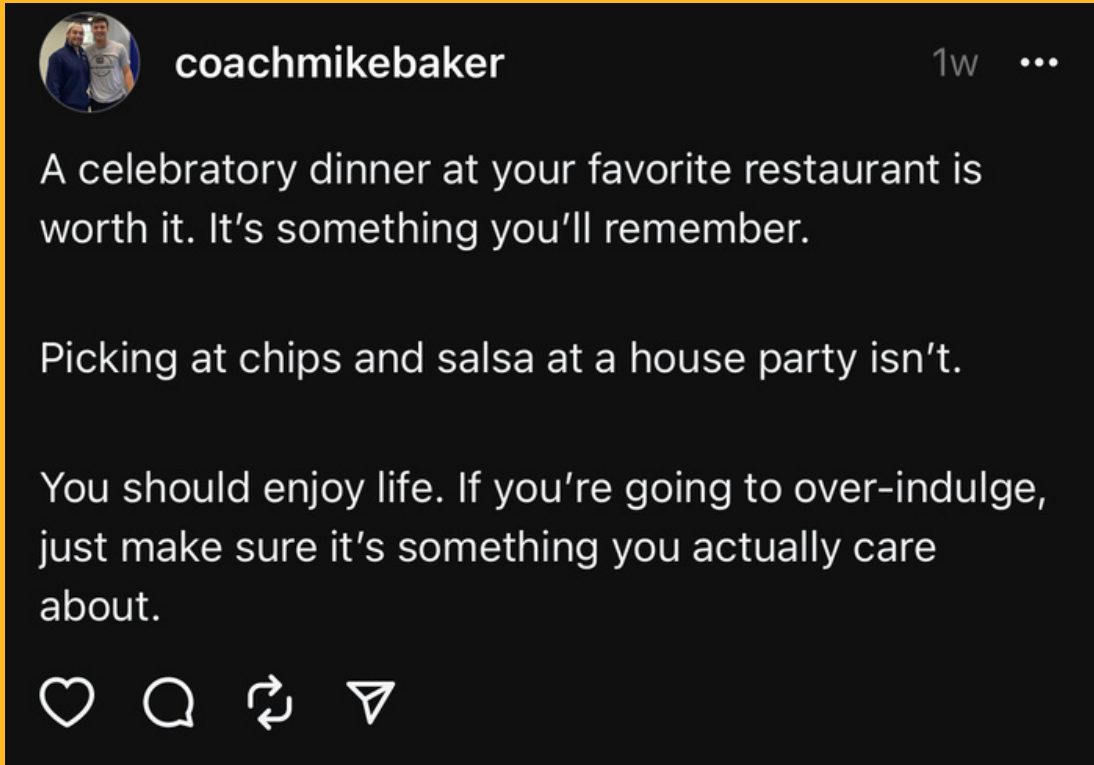 coachmikebaker
1w
A celebratory dinner at your favorite restaurant is
worth it. It’s something you’ll remember.
Picking at chips and salsa at a house party isn’t.
You should enjoy life. If you’re going to over-indulge,
just make sure it’s something you actually care
about.